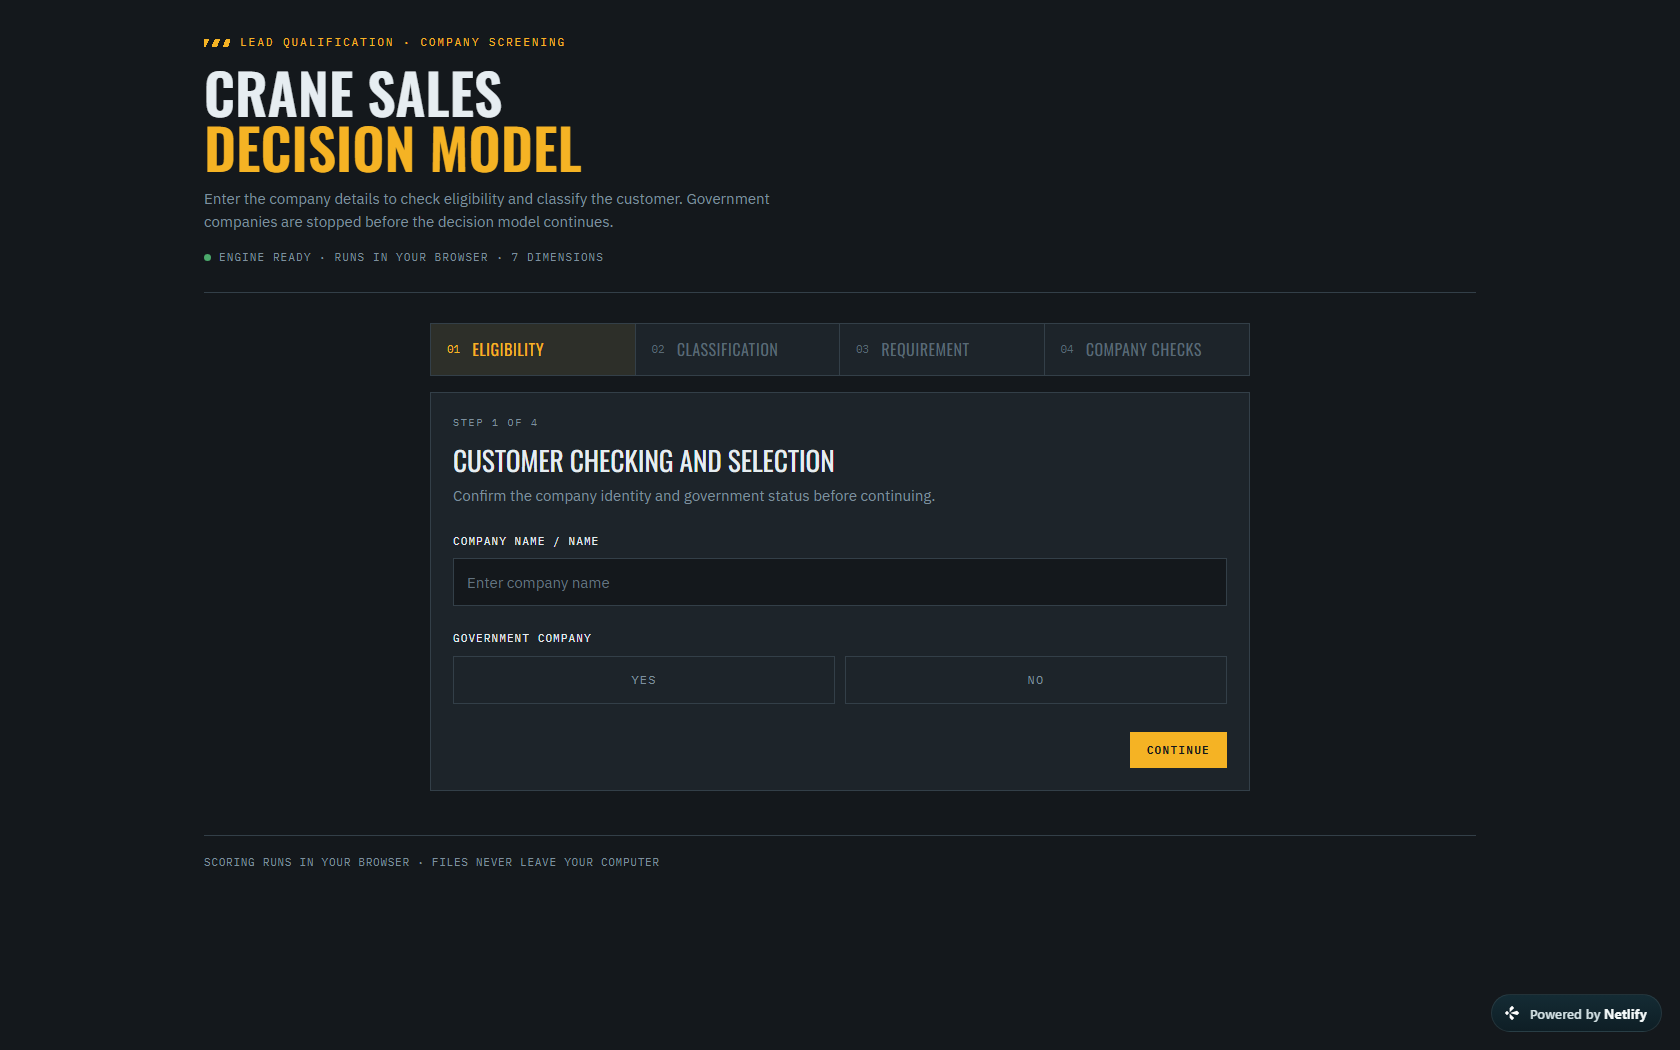 LEAD QUALIFICATION · COMPANY SCREENING
CRANE SALES
DECISION MODEL
Enter the company details to check eligibility and classify the customer. Government
companies are stopped before the decision model continues.
ENGINE READY · RUNS IN YOUR BROWSER · 7 DIMENSIONS
01 ELIGIBILITY
02 CLASSIFICATION
03 REQUIREMENT
04 COMPANY CHECKS
STEP 1 OF 4
CUSTOMER CHECKING AND SELECTION
Confirm the company identity and government status before continuing.
COMPANY NAME / NAME
Enter company name
GOVERNMENT COMPANY
YES
NO
CONTINUE
SCORING RUNS IN YOUR BROWSER · FILES NEVER LEAVE YOUR COMPUTER
Powered by Netlify